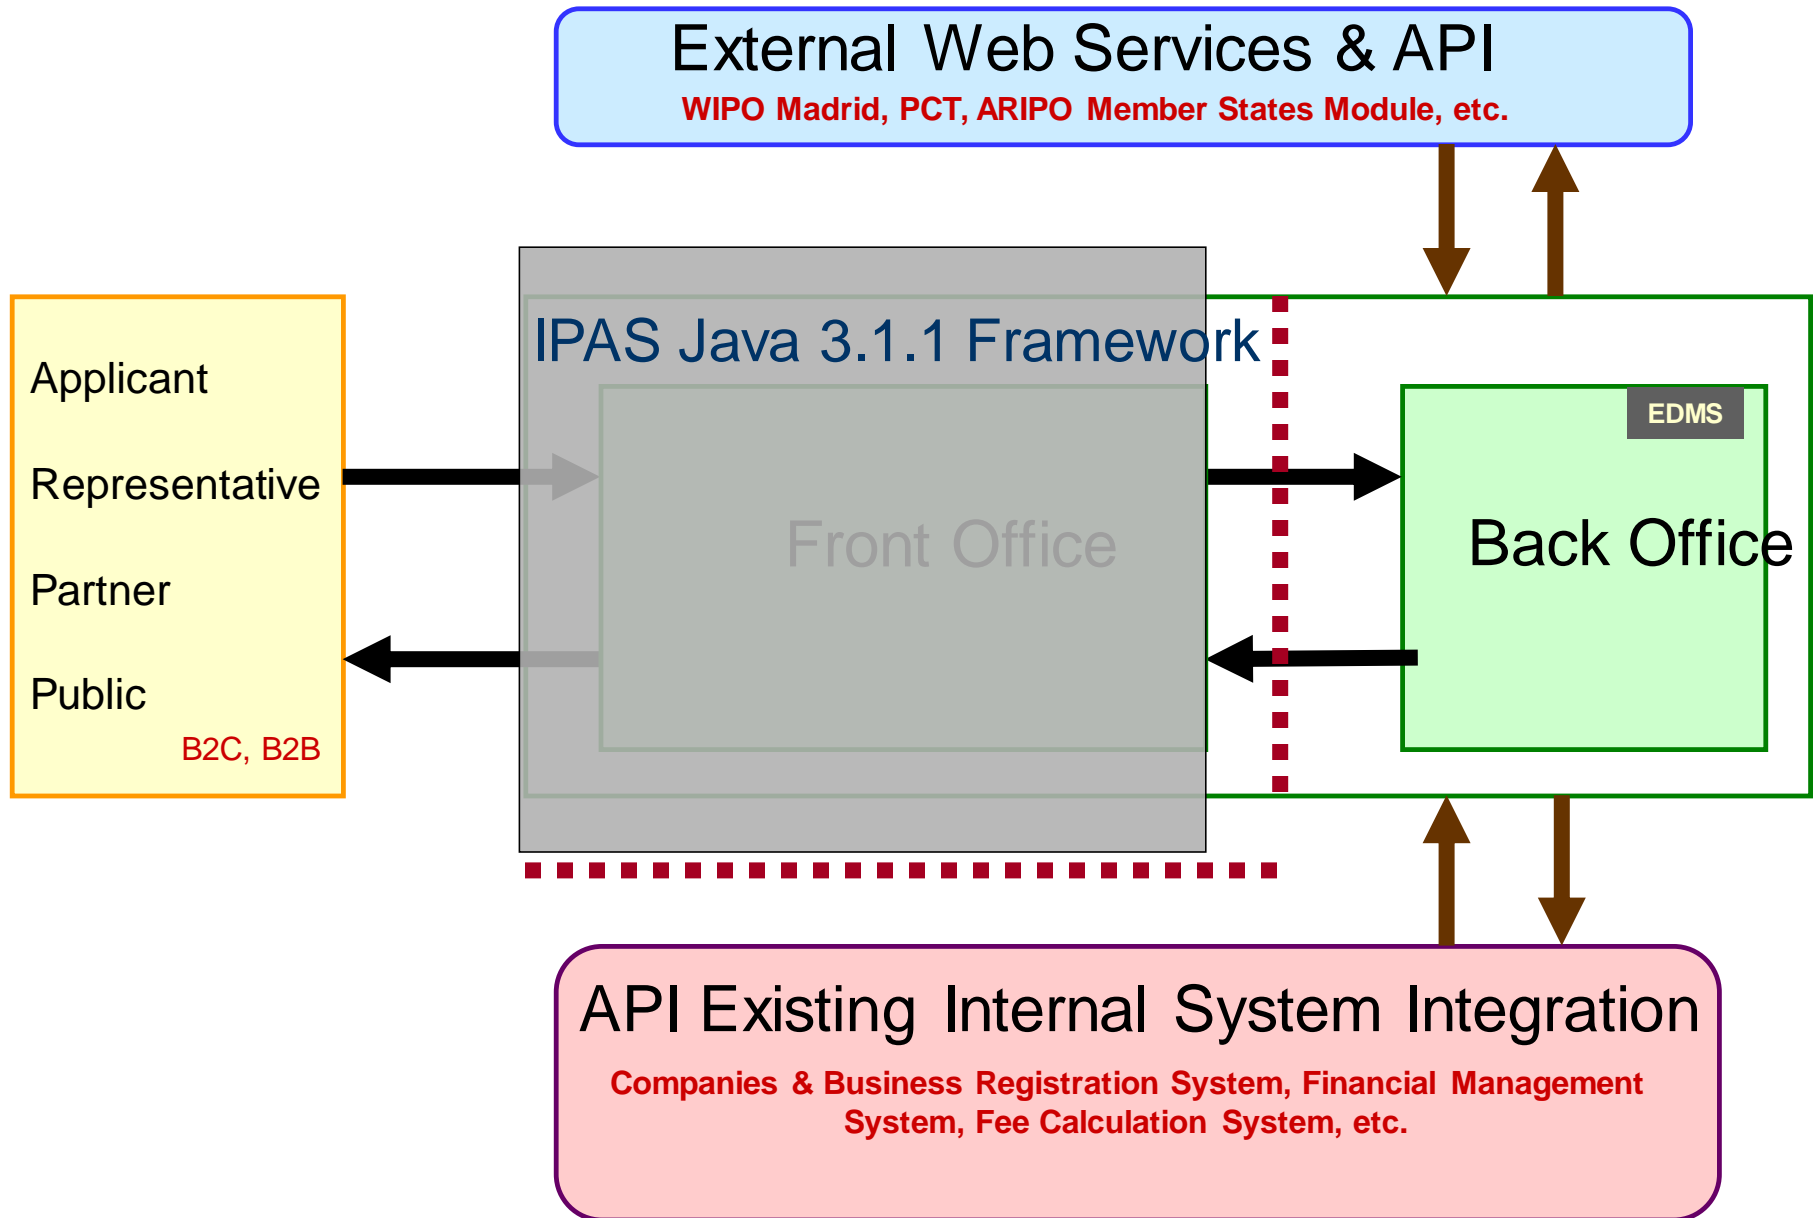 External Web Services & API
WIPO Madrid, PCT, ARIPO Member States Module, etc.
IPAS Java 3.1.1 Framework
Applicant
Representative
Partner
Public
B2C, B2B
Front Office
EDMS
Back Office
API Existing Internal System Integration
Companies & Business Registration System, Financial Management
System, Fee Calculation System, etc.